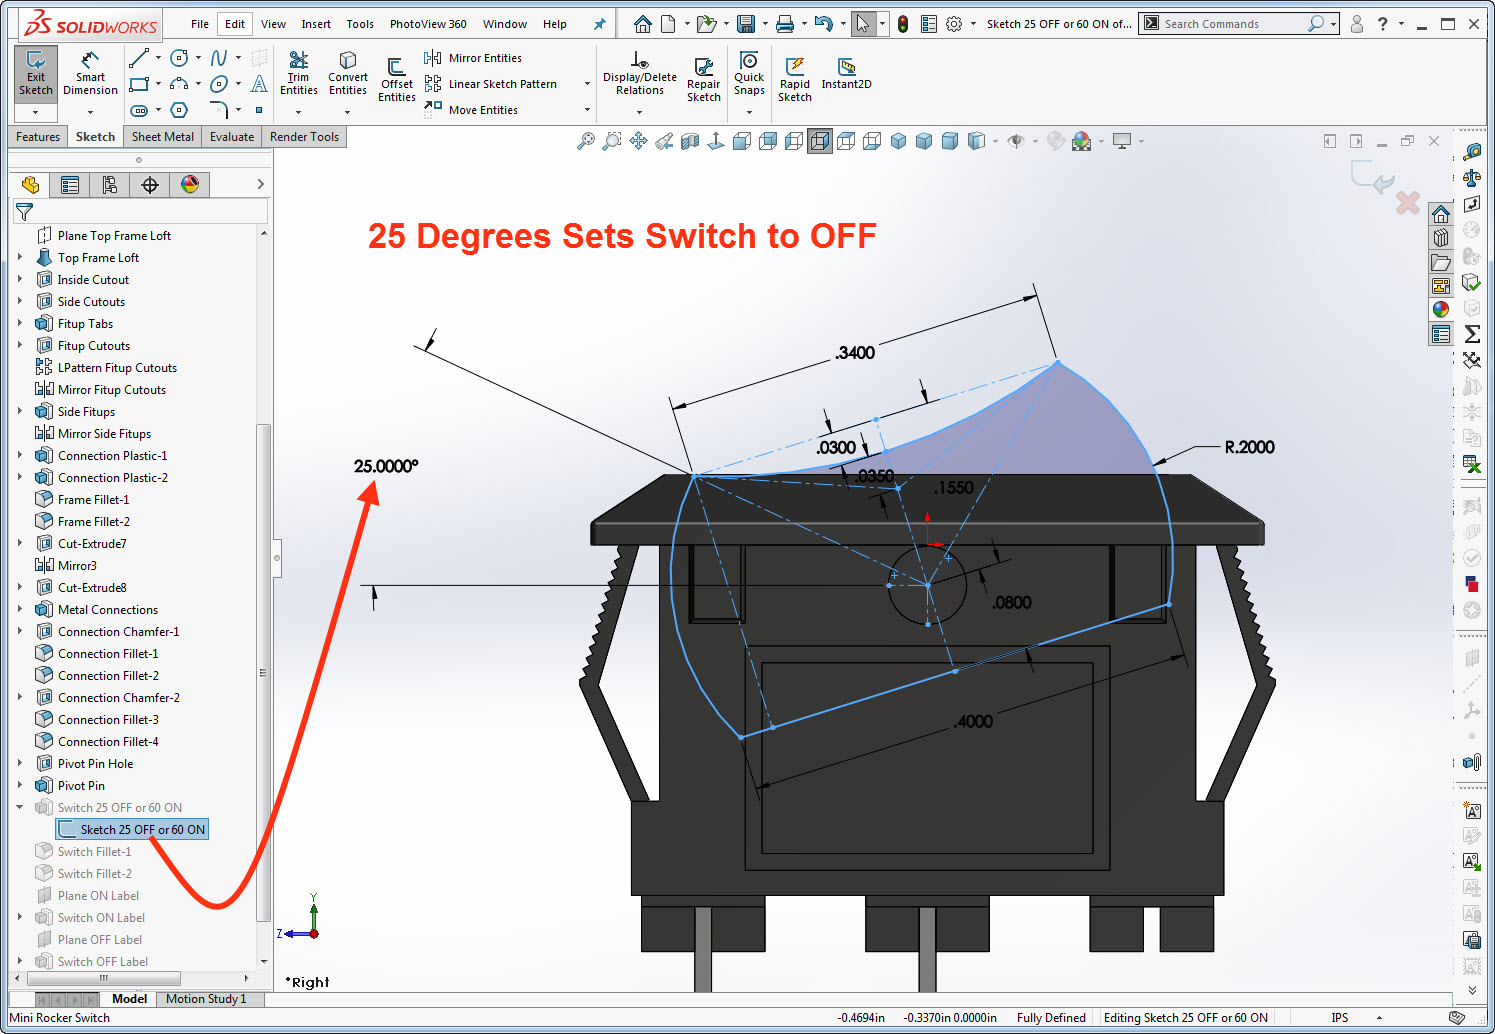 SOLIDWORKS
File Edit View Insert Tools PhotoView 360 Window Help
Sketch 25 OFF or 60 ON of...
Search Commands
?
Exit Sketch
Smart Dimension
Trim Entities
Convert Entities
Offset Entities
Mirror Entities
Linear Sketch Pattern
Move Entities
Display/Delete Relations
Repair Sketch
Quick Snaps
Rapid Sketch
Instant2D
Features Sketch Sheet Metal Evaluate Render Tools
Plane Top Frame Loft
Top Frame Loft
Inside Cutout
Side Cutouts
Fitup Tabs
Fitup Cutouts
LPattern Fitup Cutouts
Mirror Fitup Cutouts
Side Fitups
Mirror Side Fitups
Connection Plastic-1
Connection Plastic-2
Frame Fillet-1
Frame Fillet-2
Cut-Extrude7
Mirror3
Cut-Extrude8
Metal Connections
Connection Chamfer-1
Connection Fillet-1
Connection Fillet-2
Connection Chamfer-2
Connection Fillet-3
Connection Fillet-4
Pivot Pin Hole
Pivot Pin
Switch 25 OFF or 60 ON
Sketch 25 OFF or 60 ON
Switch Fillet-1
Switch Fillet-2
Plane ON Label
Switch ON Label
Plane OFF Label
Switch OFF Label
25 Degrees Sets Switch to OFF
.3400
.0300
R.2000
25.0000°
.0350
.1550
.0800
.4000
Y
Z
*Right
Model Motion Study 1
Mini Rocker Switch
-0.4694in -0.3370in 0.0000in Fully Defined Editing Sketch 25 OFF or 60 ON IPS